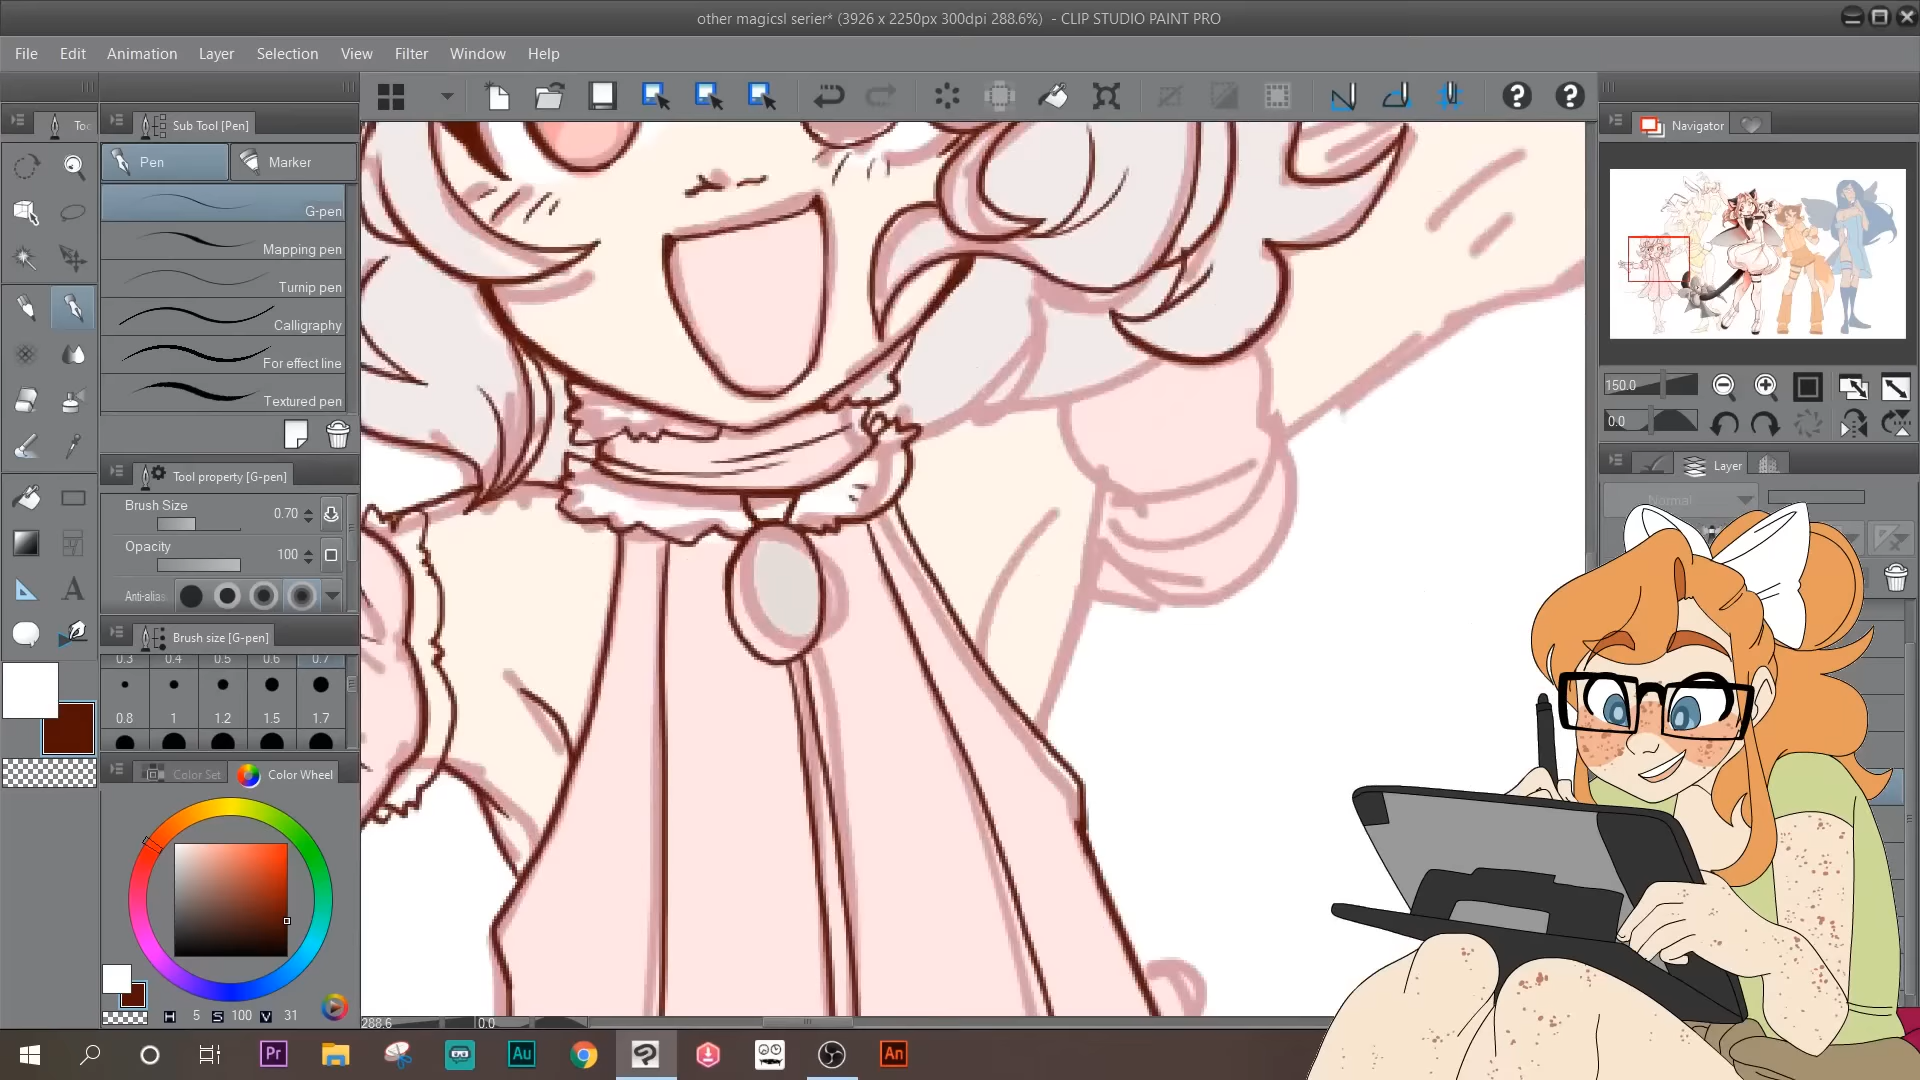 other magicsl serier* (3926 x 2250px 300dpi 288.6%) - CLIP STUDIO PAINT PRO
File Edit Animation Layer Selection View Filter Window Help
Sub Tool [Pen]
Pen Marker
G-pen
Mapping pen
Turnip pen
Calligraphy
For effect line
Textured pen
Tool property [G-pen]
Brush Size 0.70
Opacity 100
Anti-alias
Brush size [G-pen]
0.3 0.4 0.5 0.6 0.7
0.8 1 1.2 1.5 1.7
Color Set Color Wheel
H 5 S 100 V 31
288.6 0.0
Navigator
150.0
0.0
Layer
Normal
A
Pr Au An